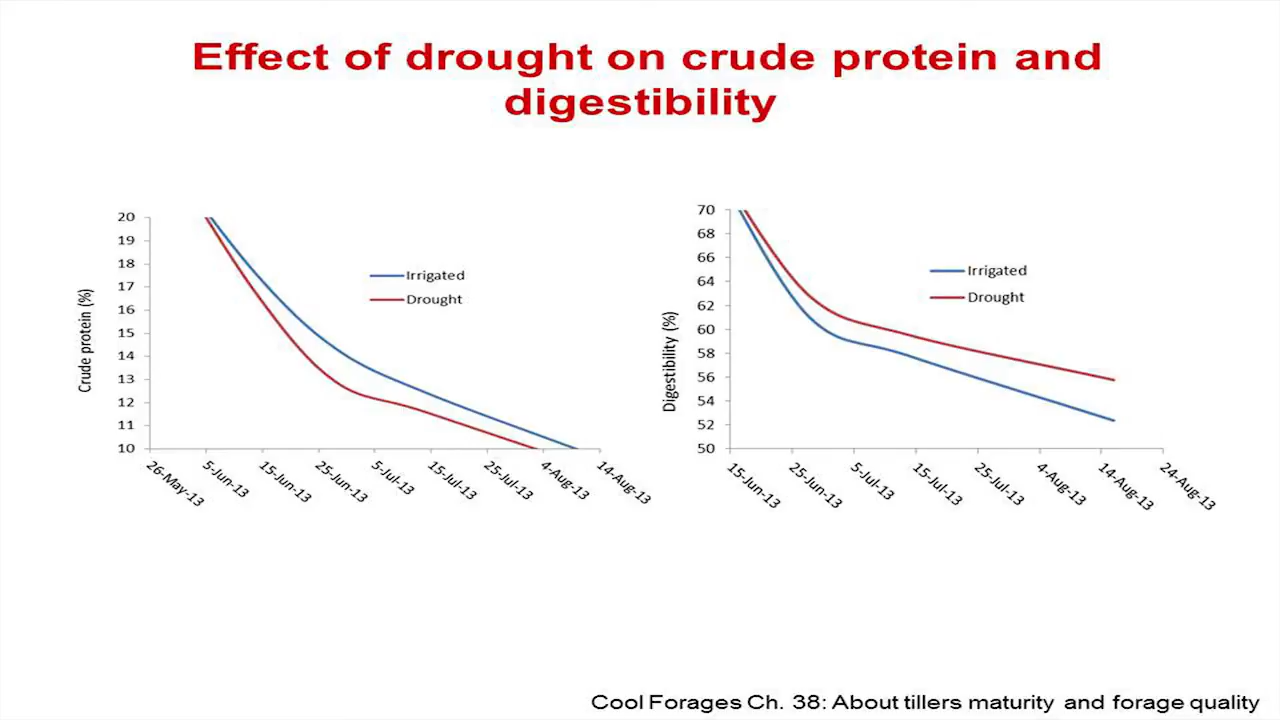 Effect of drought on crude protein and
digestibility
20
19
18
17
16
15
14
13
12
11
10
Crude protein (%)
Irrigated
Drought
26-May-13
5-Jun-13
15-Jun-13
25-Jun-13
5-Jul-13
15-Jul-13
25-Jul-13
4-Aug-13
14-Aug-13
70
68
66
64
62
60
58
56
54
52
50
Digestibility (%)
Irrigated
Drought
15-Jun-13
25-Jun-13
5-Jul-13
15-Jul-13
25-Jul-13
4-Aug-13
14-Aug-13
24-Aug-13
Cool Forages Ch. 38: About tillers maturity and forage quality